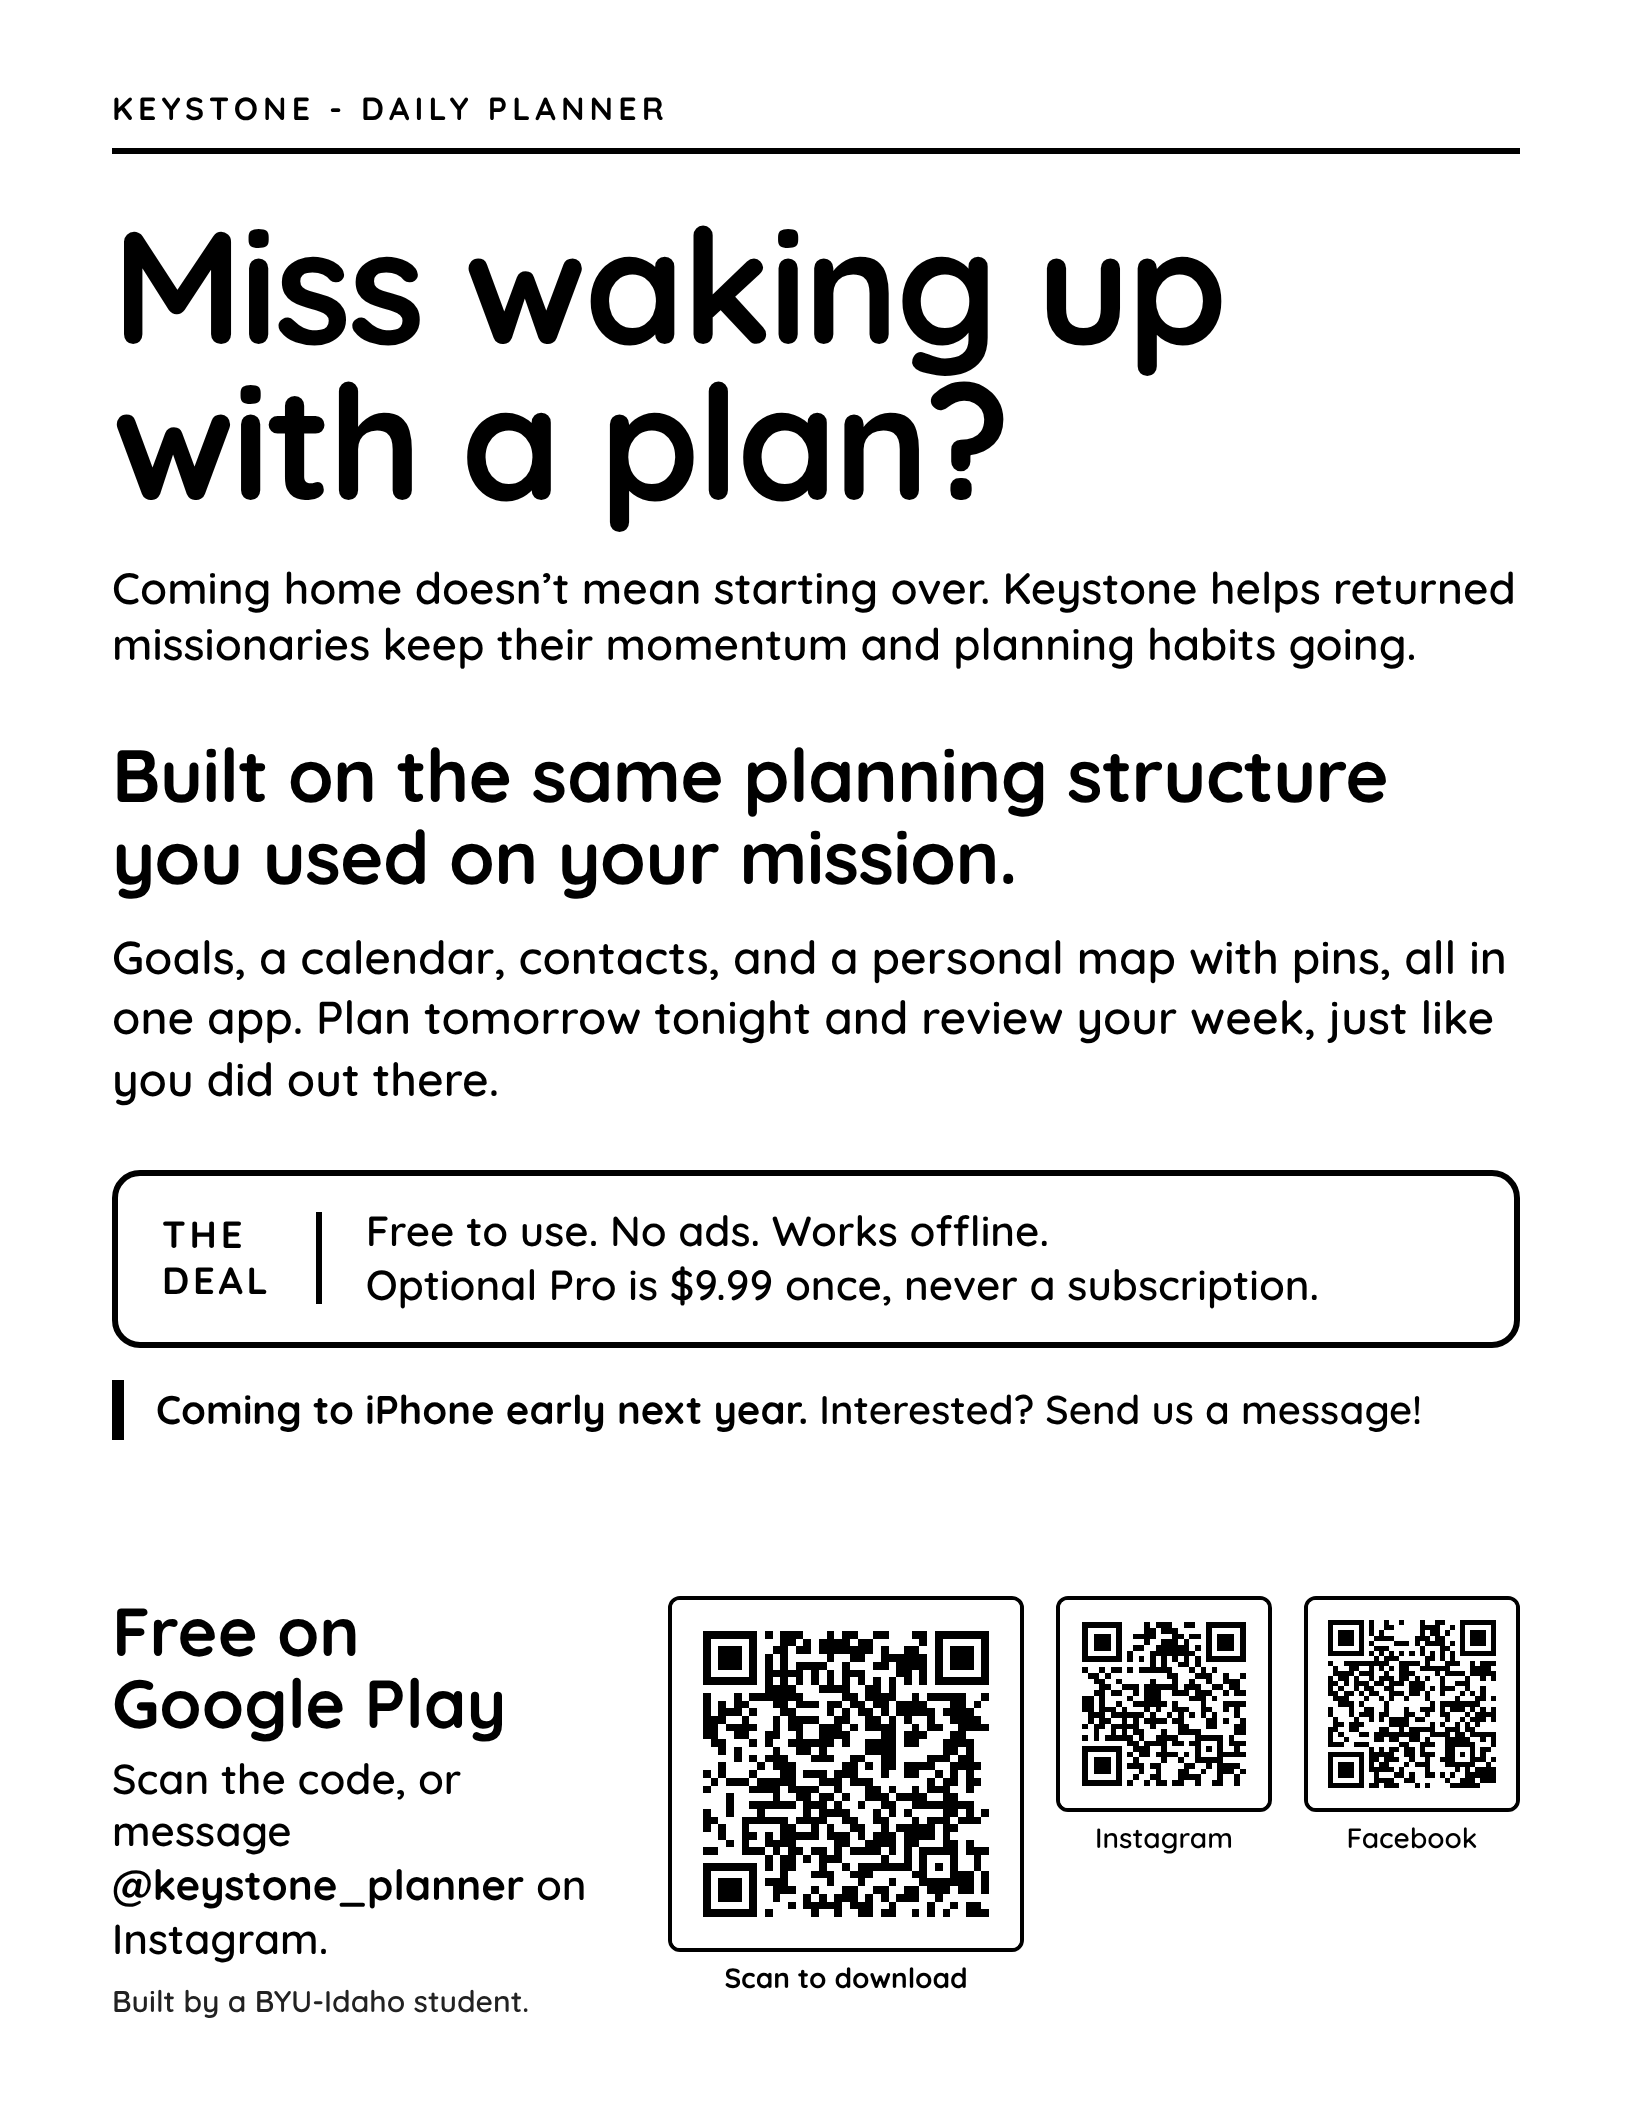 KEYSTONE - DAILY PLANNER
Miss waking up
with a plan?
Coming home doesn’t mean starting over. Keystone helps returned
missionaries keep their momentum and planning habits going.
Built on the same planning structure
you used on your mission.
Goals, a calendar, contacts, and a personal map with pins, all in
one app. Plan tomorrow tonight and review your week, just like
you did out there.
THE
DEAL
Free to use. No ads. Works offline.
Optional Pro is $9.99 once, never a subscription.
Coming to iPhone early next year. Interested? Send us a message!
Free on
Google Play
Scan the code, or
message
@keystone_planner on
Instagram.
Built by a BYU-Idaho student.
Scan to download
Instagram
Facebook